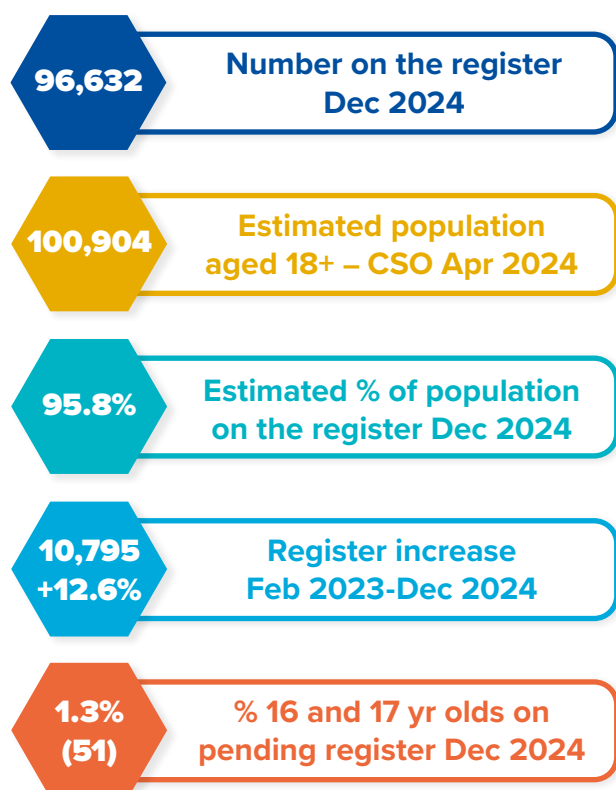 96,632
Number on the register
Dec 2024
100,904
Estimated population
aged 18+ – CSO Apr 2024
95.8%
Estimated % of population
on the register Dec 2024
10,795
+12.6%
Register increase
Feb 2023-Dec 2024
1.3%
(51)
% 16 and 17 yr olds on
pending register Dec 2024